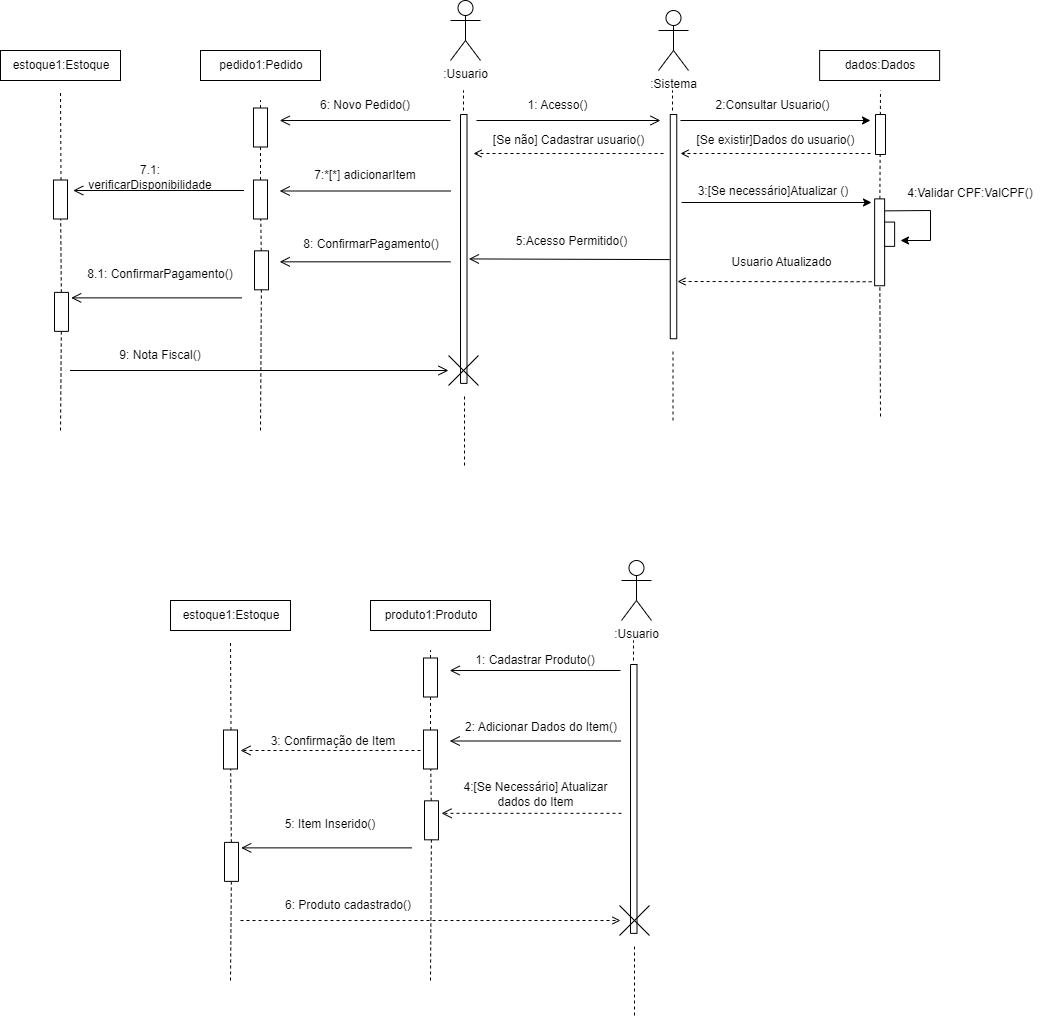 :Usuario
:Sistema
estoque1:Estoque
pedido1:Pedido
dados:Dados
6: Novo Pedido()
1: Acesso()
2:Consultar Usuario()
[Se não] Cadastrar usuario()
[Se existir]Dados do usuario()
7.1:
verificarDisponibilidade
7:*[*] adicionarItem
3:[Se necessário]Atualizar ()
4:Validar CPF:ValCPF()
8: ConfirmarPagamento()
5:Acesso Permitido()
Usuario Atualizado
8.1: ConfirmarPagamento()
9: Nota Fiscal()
estoque1:Estoque
produto1:Produto
:Usuario
1: Cadastrar Produto()
2: Adicionar Dados do Item()
3: Confirmação de Item
4:[Se Necessário] Atualizar
dados do Item
5: Item Inserido()
6: Produto cadastrado()